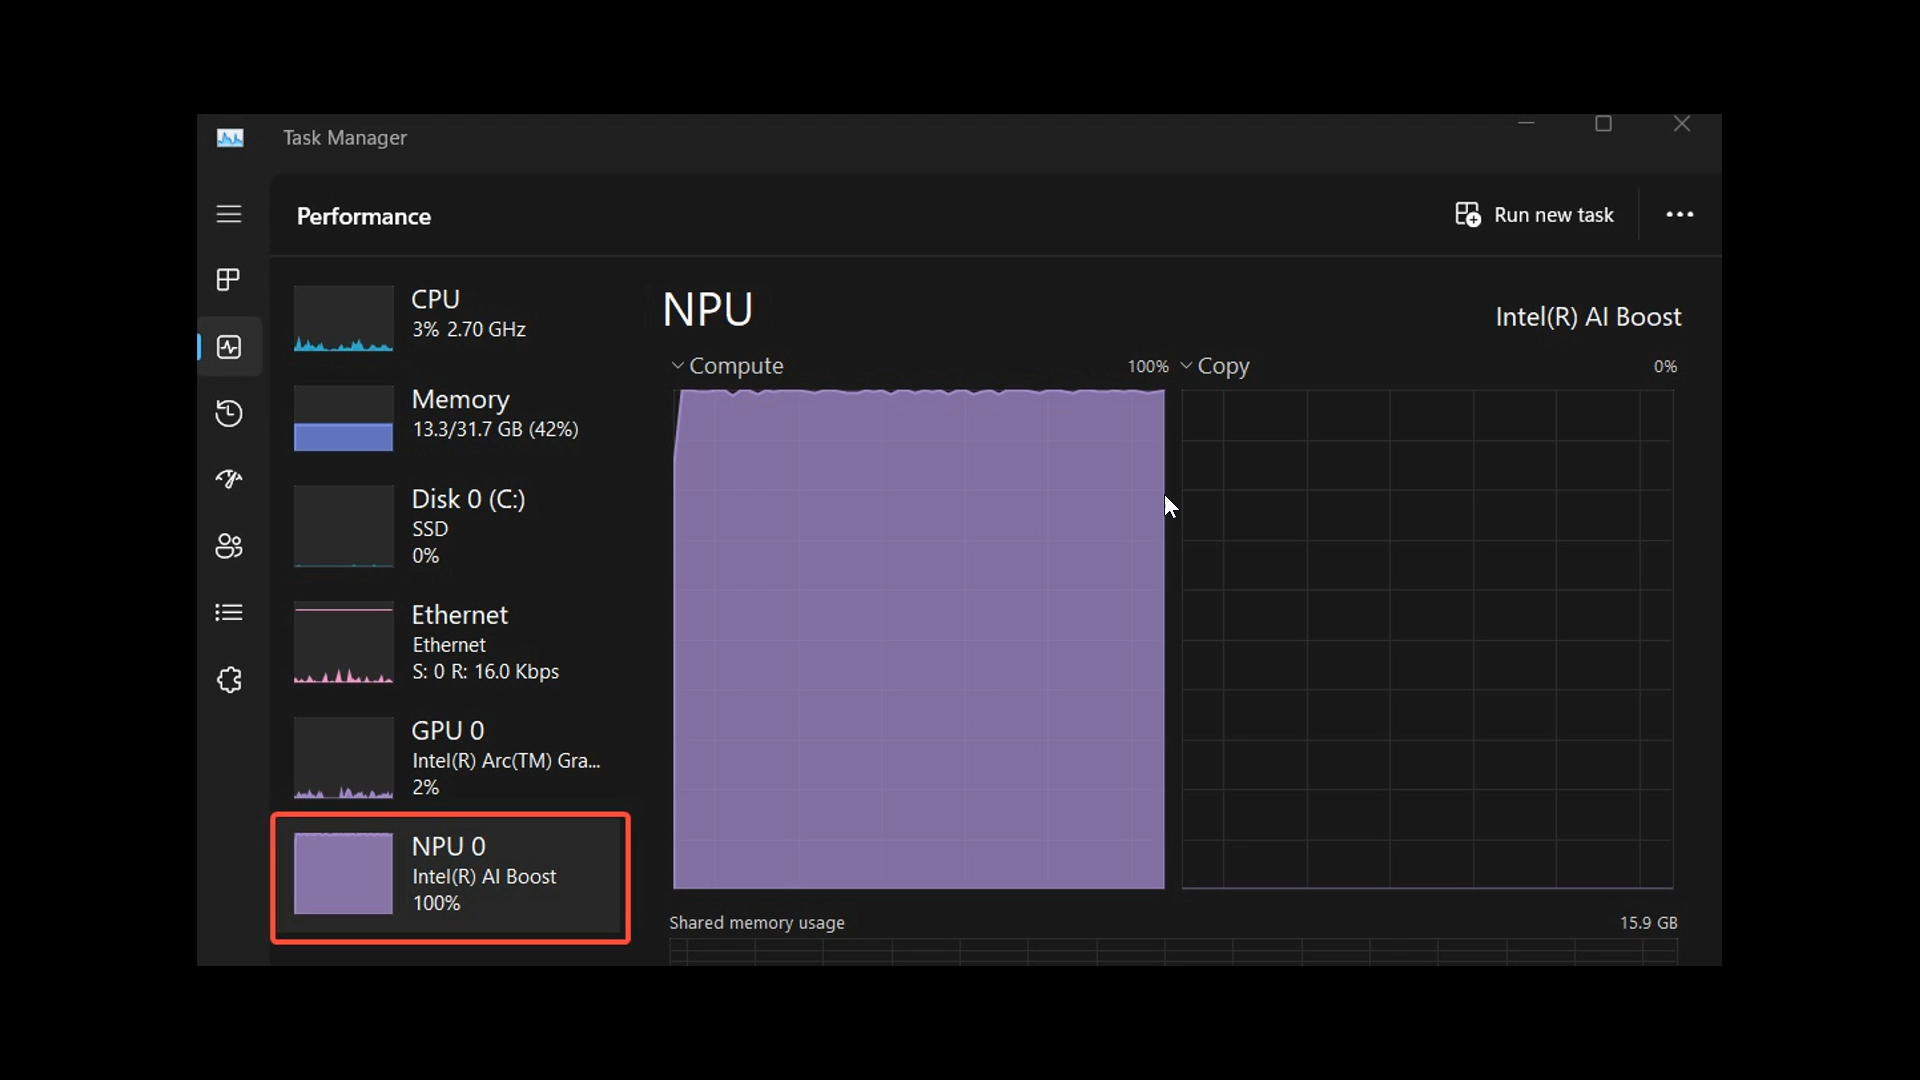 Task Manager
Performance
Run new task
CPU
3% 2.70 GHz
Memory
13.3/31.7 GB (42%)
Disk 0 (C:)
SSD
0%
Ethernet
Ethernet
S: 0 R: 16.0 Kbps
GPU 0
Intel(R) Arc(TM) Gra...
2%
NPU 0
Intel(R) AI Boost
100%
NPU
Intel(R) AI Boost
Compute 100%
Copy 0%
Shared memory usage 15.9 GB